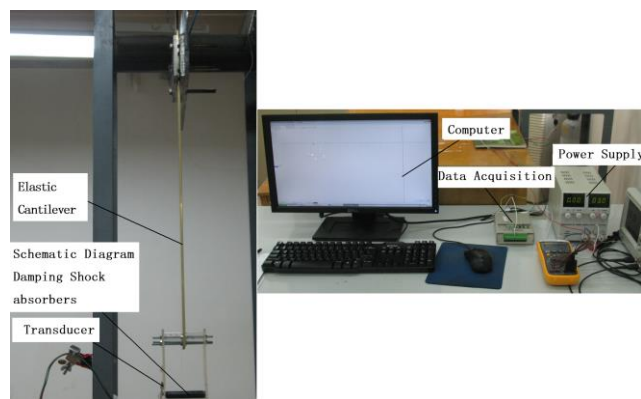 Elastic
Cantilever
Schematic Diagram
Damping Shock
absorbers
Transducer
Computer
Power Supply
Data Acquisition